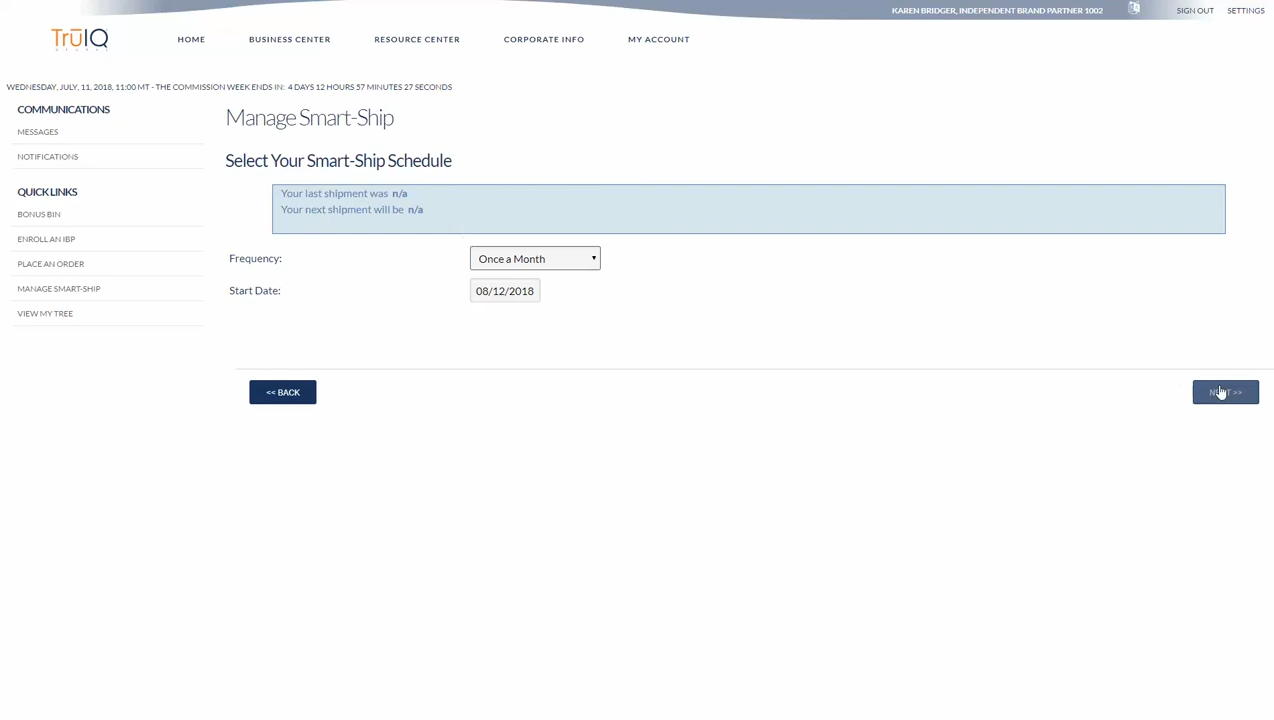 KAREN BRIDGER, INDEPENDENT BRAND PARTNER 1002
SIGN OUT
SETTINGS
TrūIQ
HOME
BUSINESS CENTER
RESOURCE CENTER
CORPORATE INFO
MY ACCOUNT
WEDNESDAY, JULY, 11, 2018, 11:00 MT - THE COMMISSION WEEK ENDS IN: 4 DAYS 12 HOURS 57 MINUTES 27 SECONDS
COMMUNICATIONS
MESSAGES
NOTIFICATIONS
QUICK LINKS
BONUS BIN
ENROLL AN IBP
PLACE AN ORDER
MANAGE SMART-SHIP
VIEW MY TREE
Manage Smart-Ship
Select Your Smart-Ship Schedule
Your last shipment was n/a
Your next shipment will be n/a
Frequency: Once a Month
Start Date: 08/12/2018
<< BACK
NEXT >>